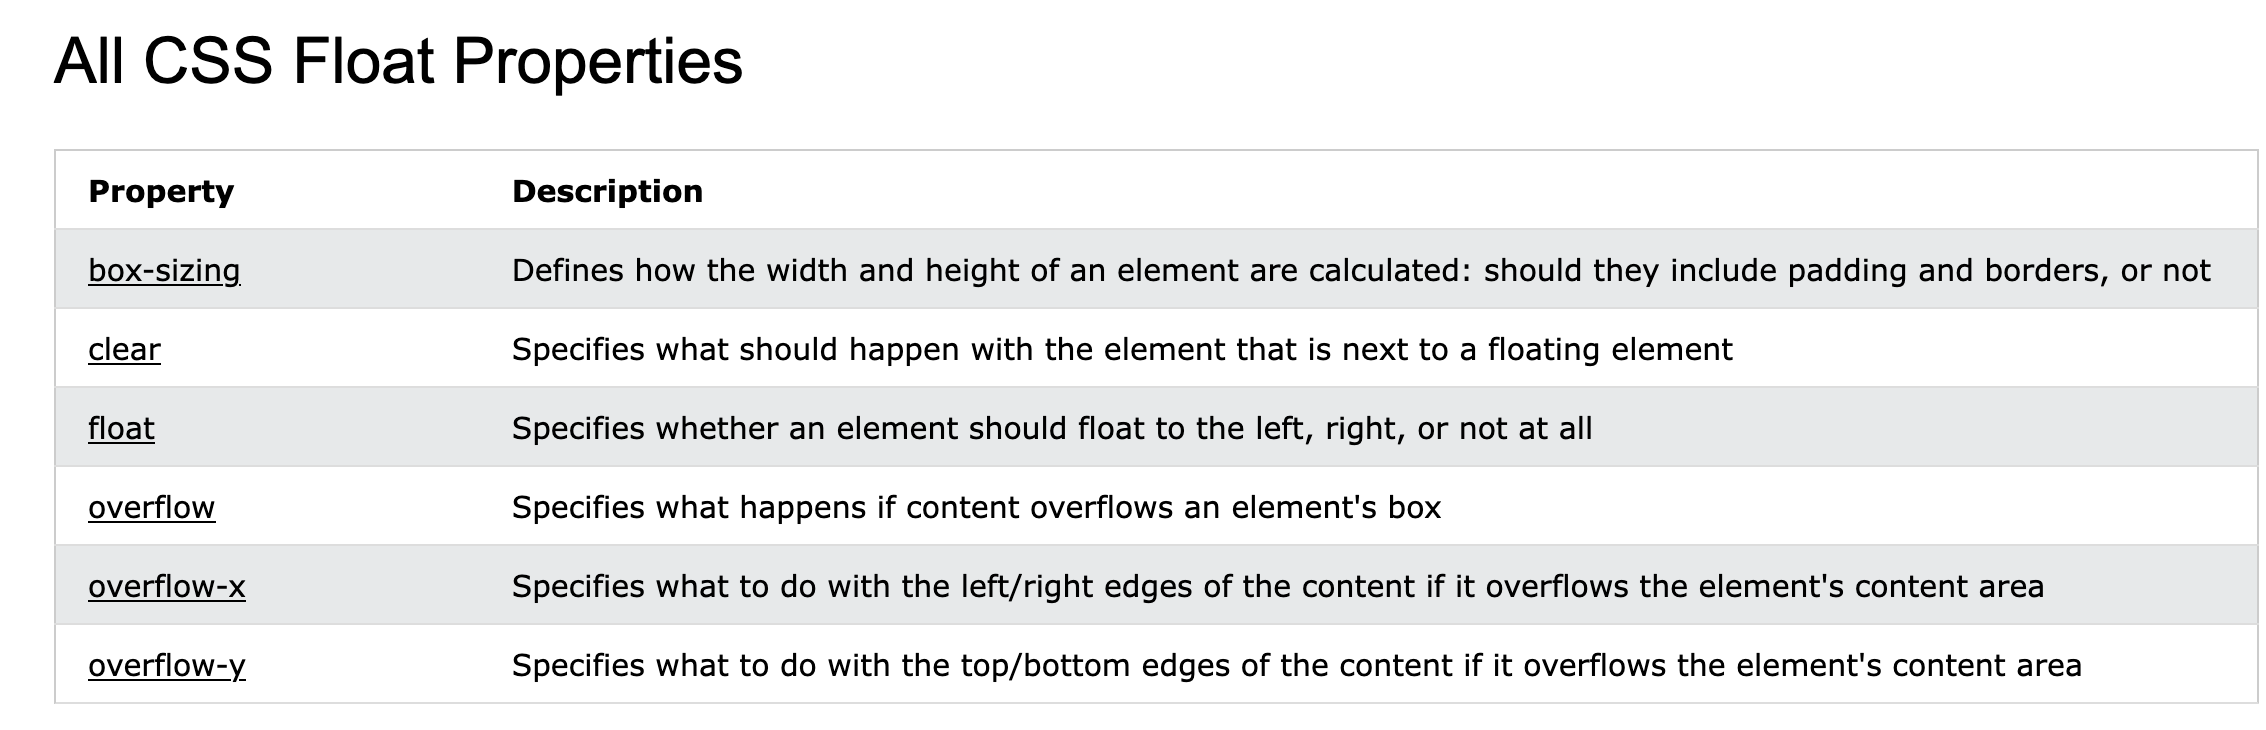 All CSS Float Properties
Property Description
box-sizing Defines how the width and height of an element are calculated: should they include padding and borders, or not
clear Specifies what should happen with the element that is next to a floating element
float Specifies whether an element should float to the left, right, or not at all
overflow Specifies what happens if content overflows an element's box
overflow-x Specifies what to do with the left/right edges of the content if it overflows the element's content area
overflow-y Specifies what to do with the top/bottom edges of the content if it overflows the element's content area